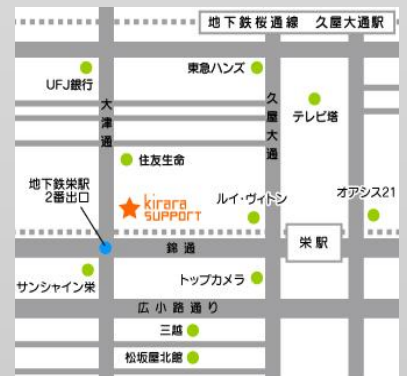 地下鉄桜通線 久屋大通駅
東急ハンズ
UFJ銀行
大津通
久屋大通
テレビ塔
住友生命
地下鉄栄駅
2番出口
kirara
SUPPORT
ルイ・ヴィトン
オアシス21
錦通
栄駅
サンシャイン栄
トップカメラ
広小路通り
三越
松坂屋北館